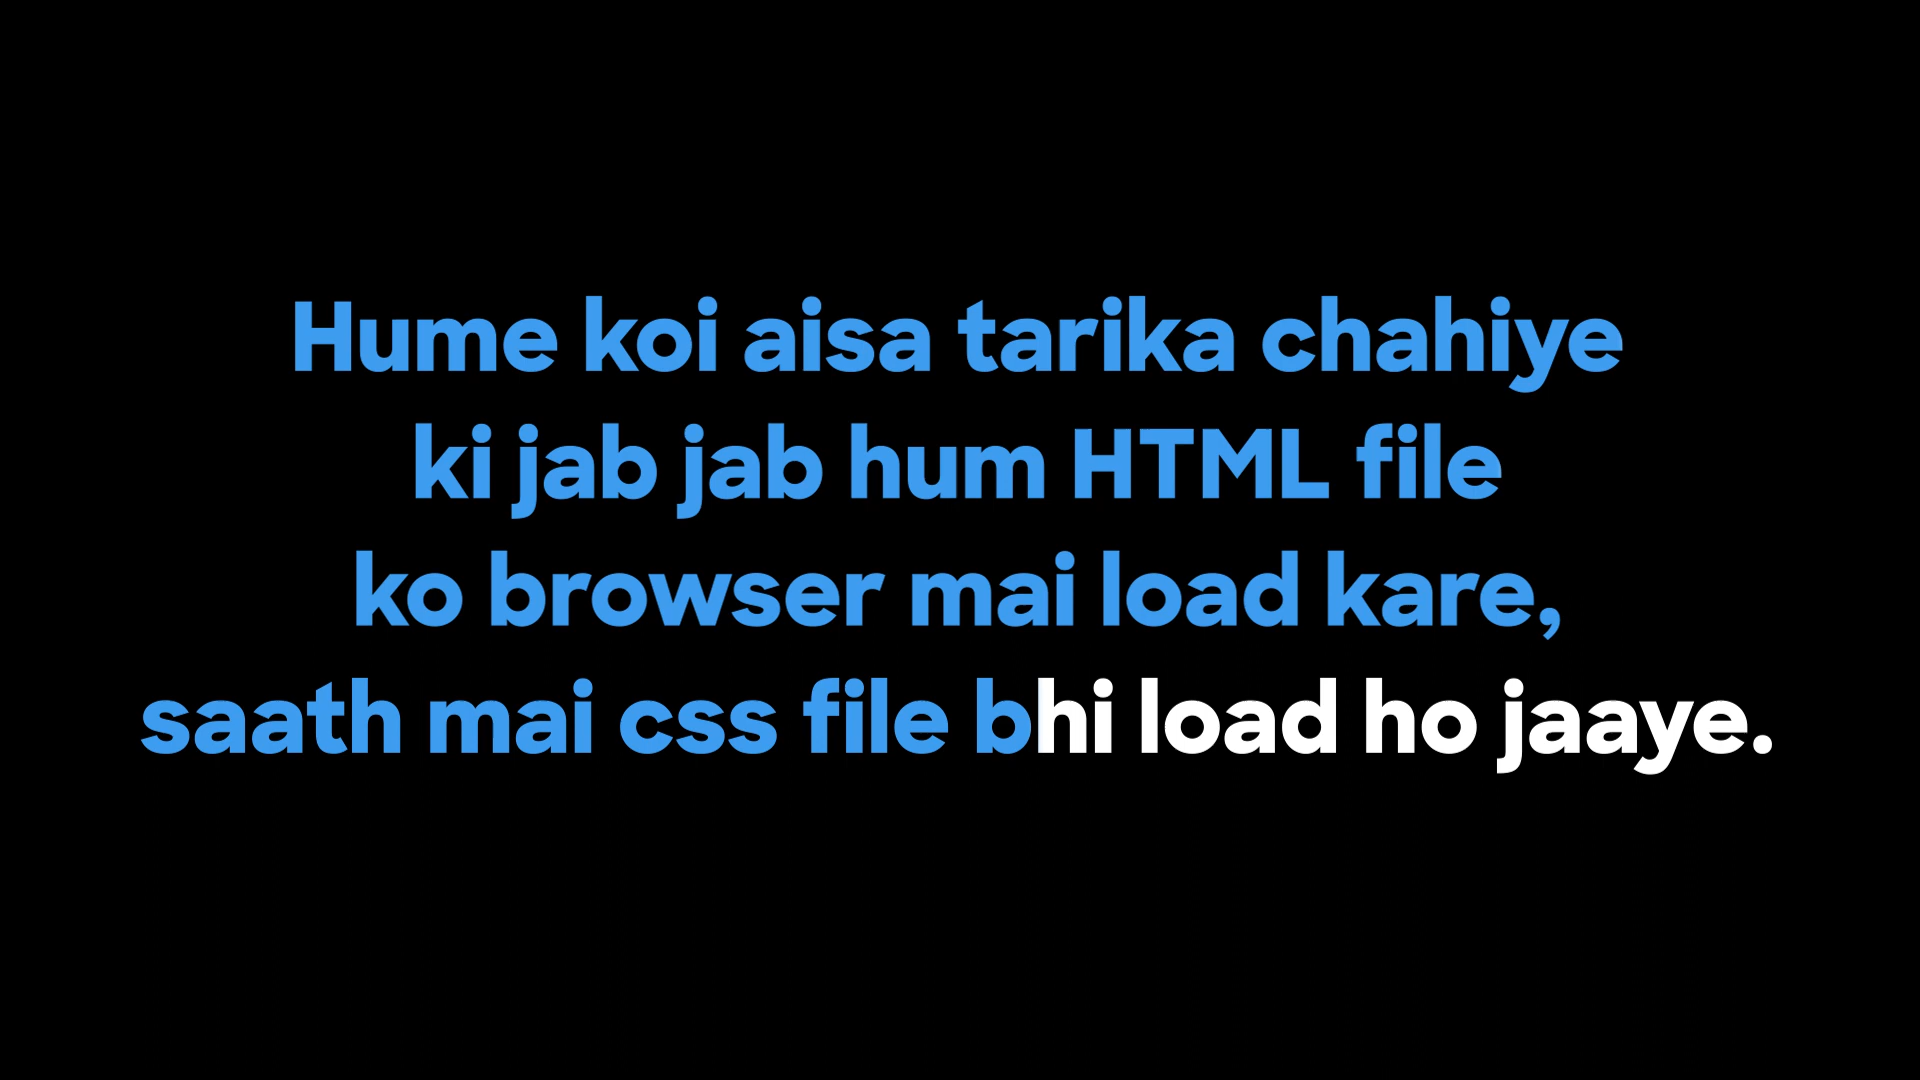 Hume koi aisa tarika chahiye
ki jab jab hum HTML file
ko browser mai load kare,
saath mai css file bhi load ho jaaye.